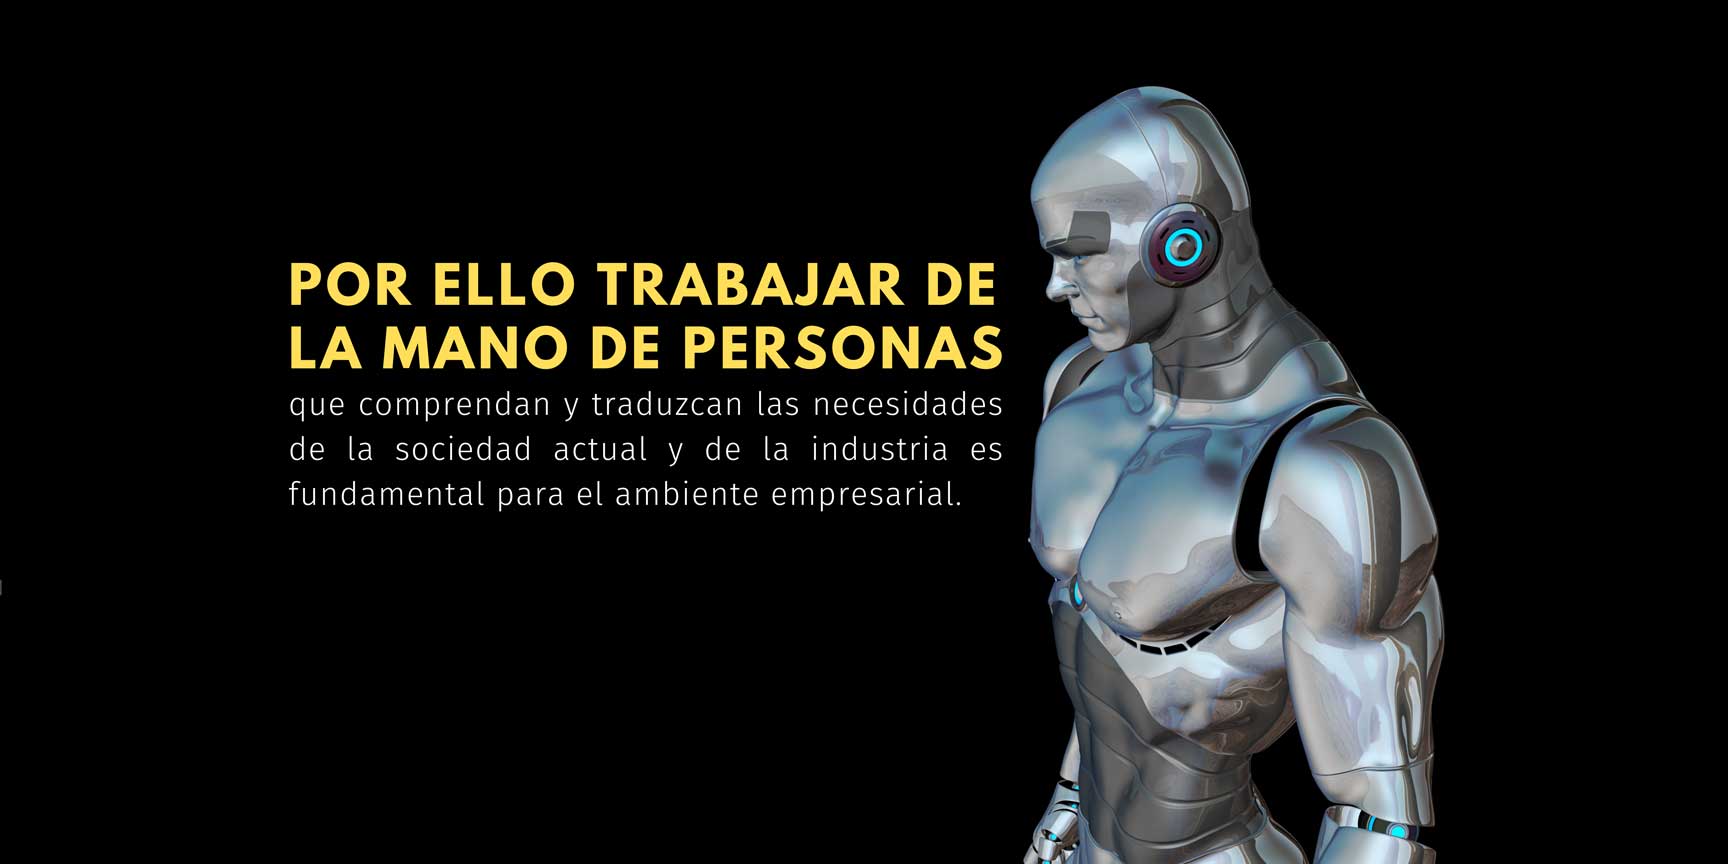 POR ELLO TRABAJAR DE
LA MANO DE PERSONAS
que comprendan y traduzcan las necesidades
de la sociedad actual y de la industria es
fundamental para el ambiente empresarial.